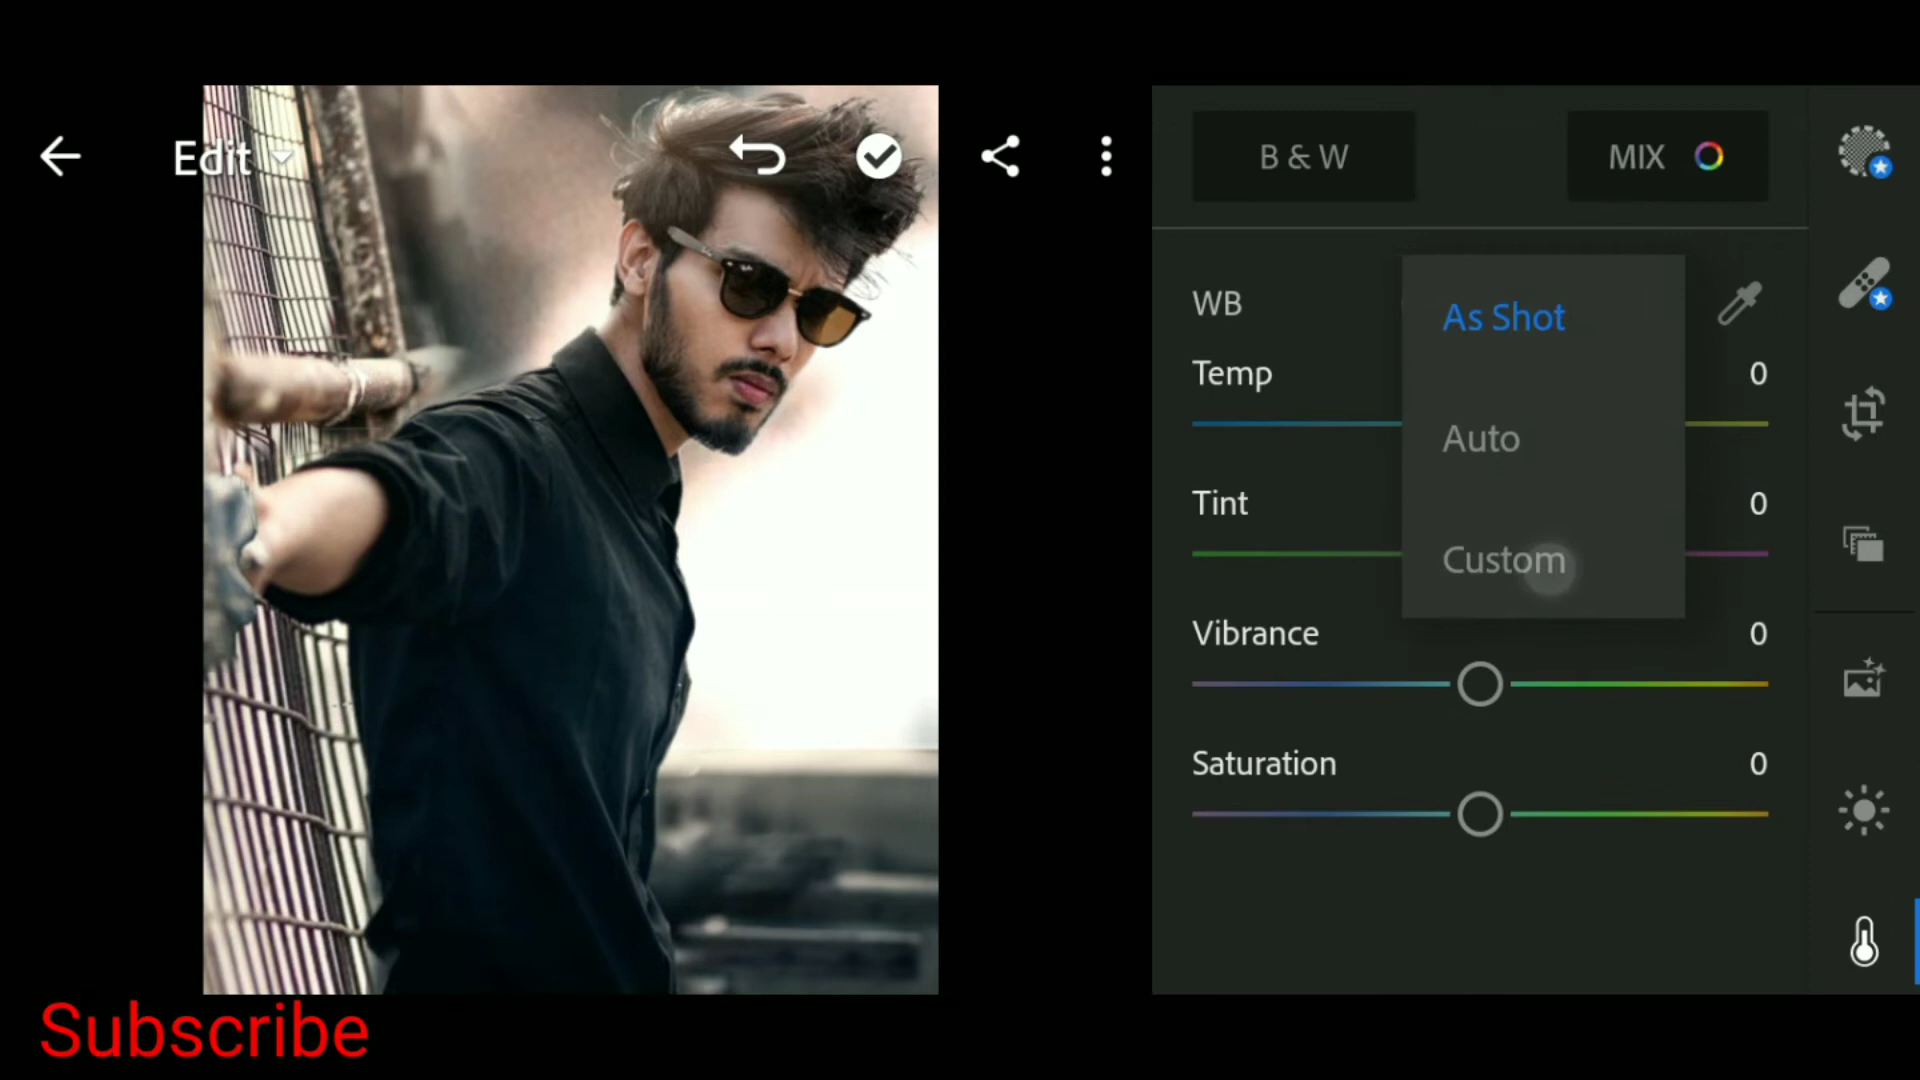 Edit
B & W
MIX
WB
As Shot
Temp
0
Auto
Tint
0
Custom
Vibrance
0
Saturation
0
Subscribe